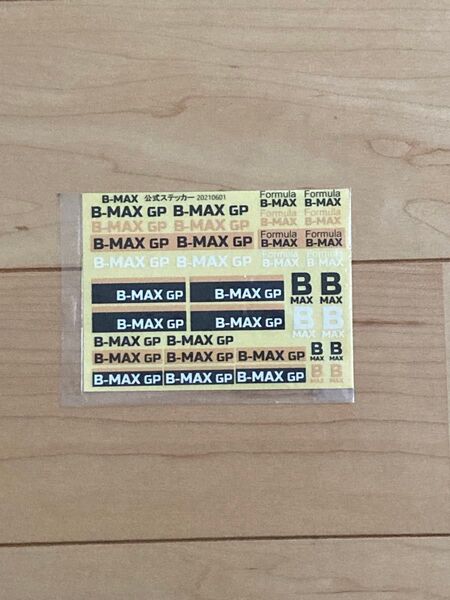 B-MAX 公式ステッカー 20210601 Formula B-MAX Formula B-MAX
B-MAX GP B-MAX GP
B-MAX GP B-MAX GP Formula B-MAX Formula B-MAX
B-MAX GP B-MAX GP Formula B-MAX Formula B-MAX
B-MAX GP B-MAX GP Formula B-MAX Formula B-MAX
B-MAX GP B-MAX GP B MAX B MAX
B-MAX GP B-MAX GP B MAX B MAX
B-MAX GP B-MAX GP B MAX B MAX
B-MAX GP B-MAX GP B-MAX GP
B-MAX GP B-MAX GP B-MAX GP B MAX B MAX